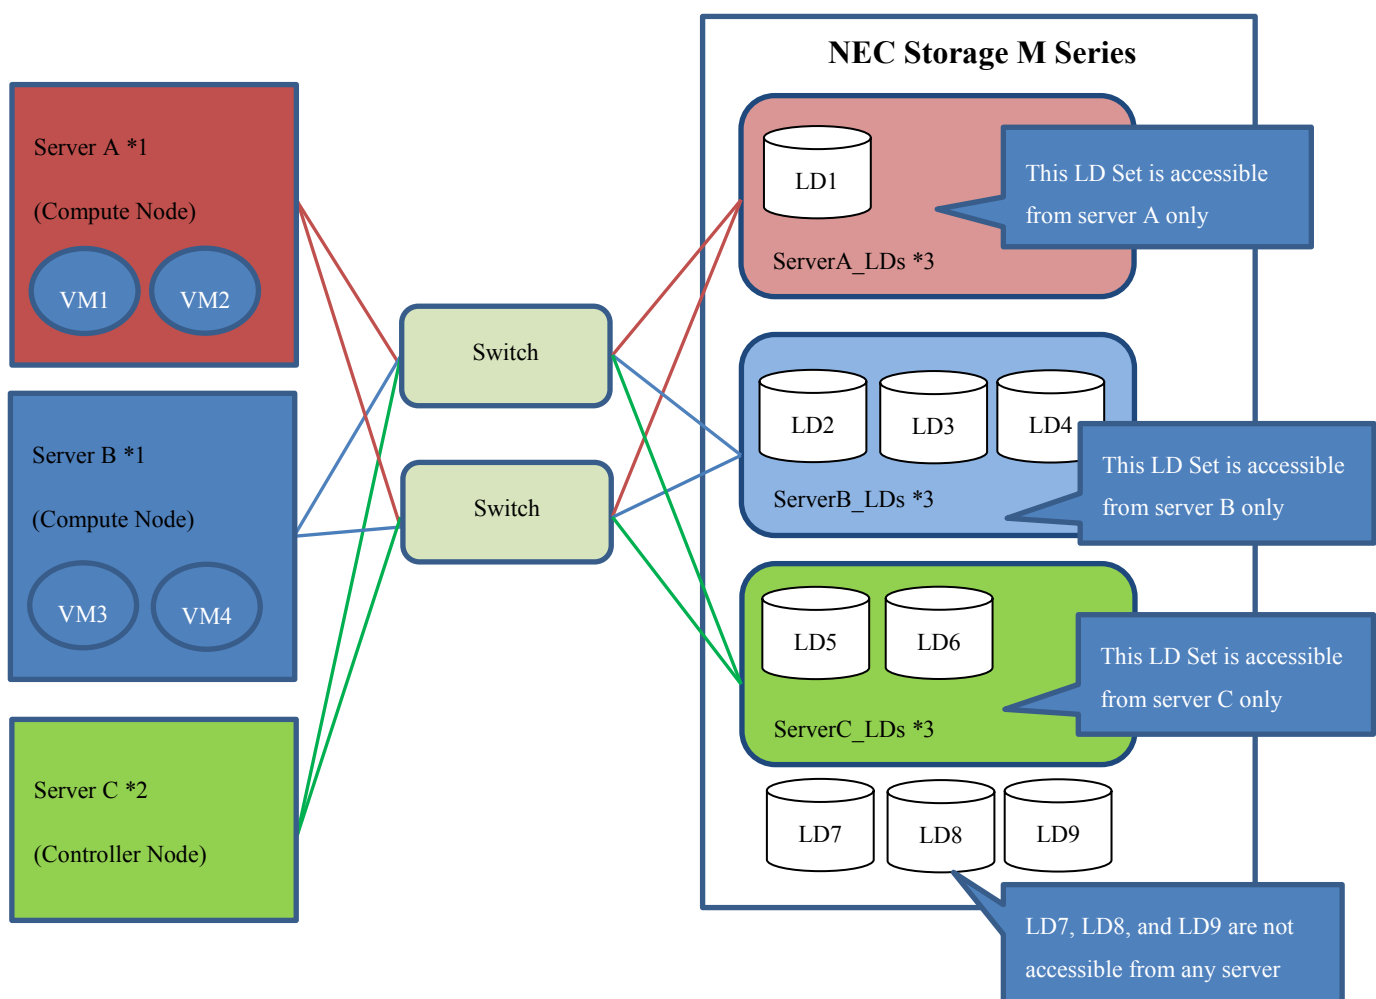 NEC Storage M Series
Server A *1
(Compute Node)
VM1
VM2
Server B *1
(Compute Node)
VM3
VM4
Server C *2
(Controller Node)
Switch
Switch
LD1
ServerA_LDs *3
This LD Set is accessible
from server A only
LD2
LD3
LD4
ServerB_LDs *3
This LD Set is accessible
from server B only
LD5
LD6
ServerC_LDs *3
This LD Set is accessible
from server C only
LD7
LD8
LD9
LD7, LD8, and LD9 are not
accessible from any server